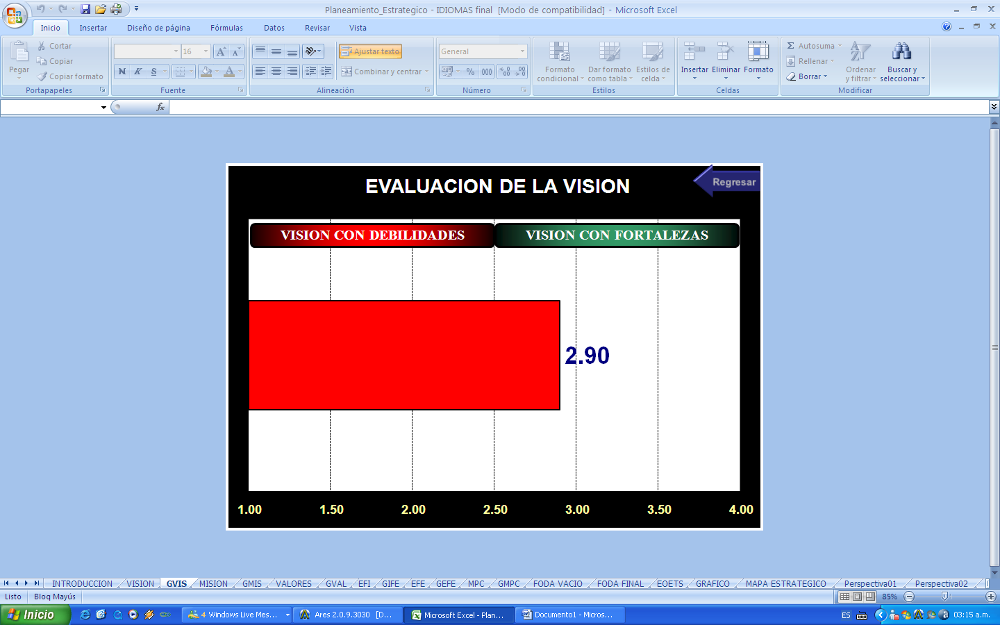 Planeamiento_Estrategico - IDIOMAS final  [Modo de compatibilidad] - Microsoft Excel
Inicio Insertar Diseño de página Fórmulas Datos Revisar Vista
Pegar
Cortar
Copiar
Copiar formato
Portapapeles
16
N K S
Fuente
Ajustar texto
Combinar y centrar
Alineación
General
% 000
Número
Formato condicional
Dar formato como tabla
Estilos de celda
Estilos
Insertar Eliminar Formato
Celdas
Autosuma
Rellenar
Borrar
Ordenar y filtrar
Buscar y seleccionar
Modificar
fx
EVALUACION DE LA VISION
Regresar
VISION CON DEBILIDADES VISION CON FORTALEZAS
2.90
1.00 1.50 2.00 2.50 3.00 3.50 4.00
INTRODUCCION VISION GVIS MISION GMIS VALORES GVAL EFI GIFE EFE GEFE MPC GMPC FODA VACIO FODA FINAL EOETS GRAFICO MAPA ESTRATEGICO Perspectiva01 Perspectiva02
Listo Bloq Mayús 85%
Inicio 4 Windows Live Mes... Ares 2.0.9.3030 [D... Microsoft Excel - Plan... Documento1 - Micros... ES 03:15 a.m.